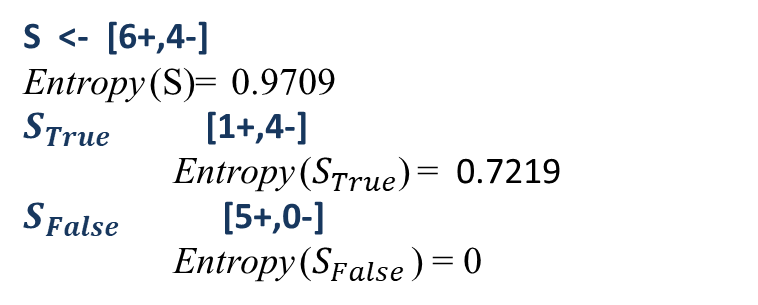 S <- [6+,4-]
Entropy(S)= 0.9709
S_True [1+,4-]
Entropy(S_True)= 0.7219
S_False [5+,0-]
Entropy(S_False) = 0